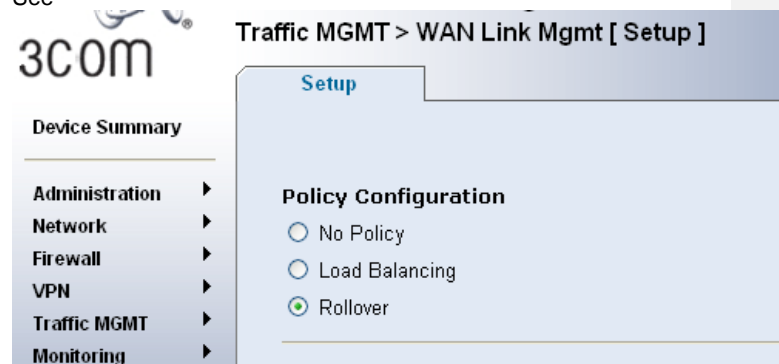 See
3COM
Traffic MGMT > WAN Link Mgmt [ Setup ]
Setup
Device Summary
Administration
Network
Firewall
VPN
Traffic MGMT
Monitoring
Policy Configuration
No Policy
Load Balancing
Rollover